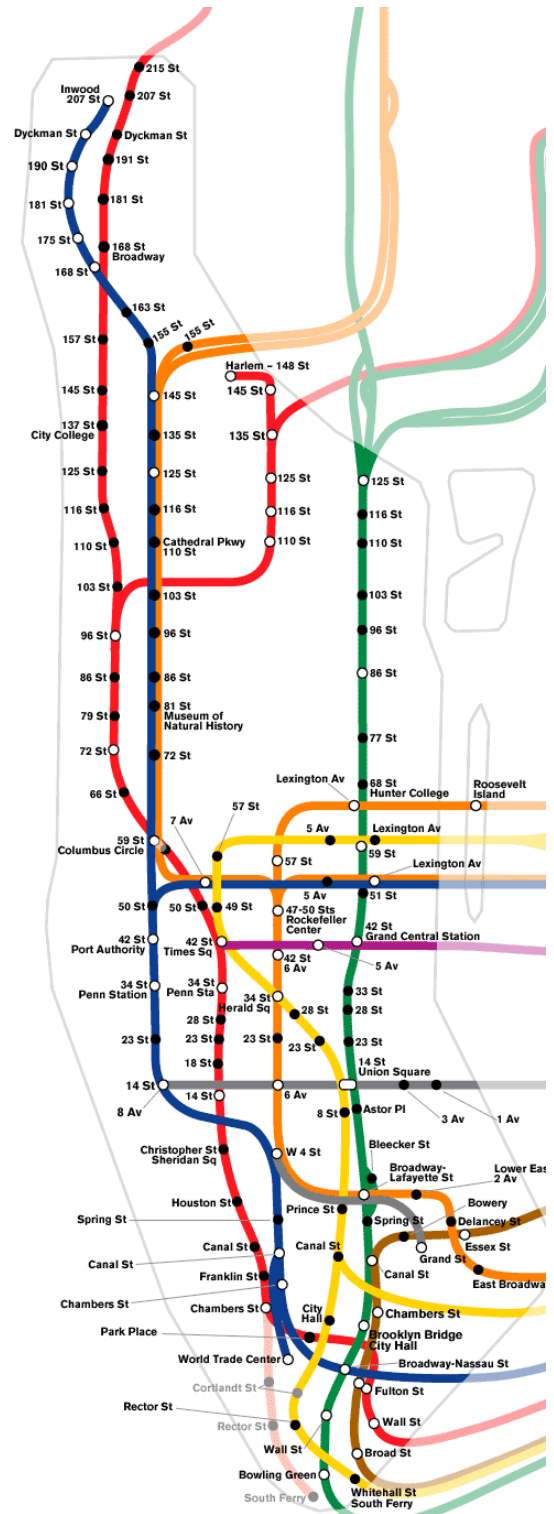 215 St
Inwood
207 St
207 St
Dyckman St
Dyckman St
191 St
190 St
181 St
181 St
175 St
168 St
Broadway
168 St
163 St
155 St
155 St
157 St
Harlem – 148 St
145 St
145 St
145 St
137 St
City College
135 St
135 St
125 St
125 St
125 St
125 St
116 St
116 St
116 St
116 St
110 St
Cathedral Pkwy
110 St
110 St
110 St
103 St
103 St
103 St
96 St
96 St
96 St
86 St
86 St
86 St
79 St
81 St
Museum of
Natural History
77 St
72 St
72 St
66 St
68 St
Hunter College
Lexington Av
Roosevelt
Island
7 Av
57 St
5 Av
Lexington Av
59 St
Columbus Circle
59 St
57 St
Lexington Av
5 Av
51 St
50 St
50 St
49 St
47-50 Sts
Rockefeller
Center
42 St
Port Authority
42 St
Times Sq
42 St
Grand Central Station
42 St
6 Av
5 Av
34 St
Penn Station
34 St
Penn Sta
34 St
Herald Sq
33 St
28 St
28 St
28 St
23 St
23 St
23 St
23 St
23 St
18 St
14 St
Union Square
14 St
8 Av
14 St
6 Av
3 Av
1 Av
8 St
Astor Pl
Christopher St
Sheridan Sq
W 4 St
Bleecker St
Broadway-
Lafayette St
Lower Eas
2 Av
Houston St
Prince St
Bowery
Spring St
Spring St
Delancey St
Essex St
Canal St
Canal St
Canal St
Canal St
Grand St
East Broadwa
Franklin St
Chambers St
Chambers St
City
Hall
Chambers St
Park Place
Brooklyn Bridge
City Hall
World Trade Center
Broadway-Nassau St
Cortlandt St
Fulton St
Rector St
Rector St
Wall St
Wall St
Broad St
Bowling Green
South Ferry
Whitehall St
South Ferry